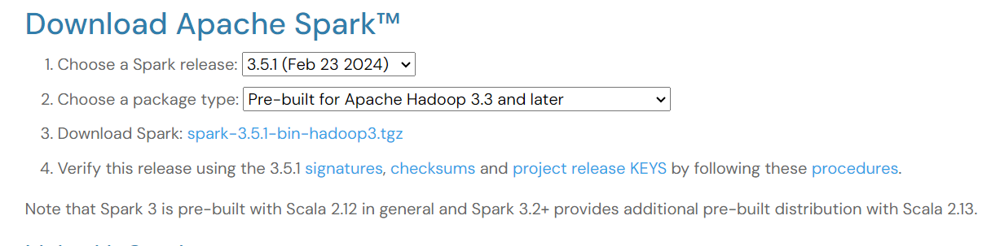 Download Apache Spark™
1. Choose a Spark release: 3.5.1 (Feb 23 2024)
2. Choose a package type: Pre-built for Apache Hadoop 3.3 and later
3. Download Spark: spark-3.5.1-bin-hadoop3.tgz
4. Verify this release using the 3.5.1 signatures, checksums and project release KEYS by following these procedures.
Note that Spark 3 is pre-built with Scala 2.12 in general and Spark 3.2+ provides additional pre-built distribution with Scala 2.13.